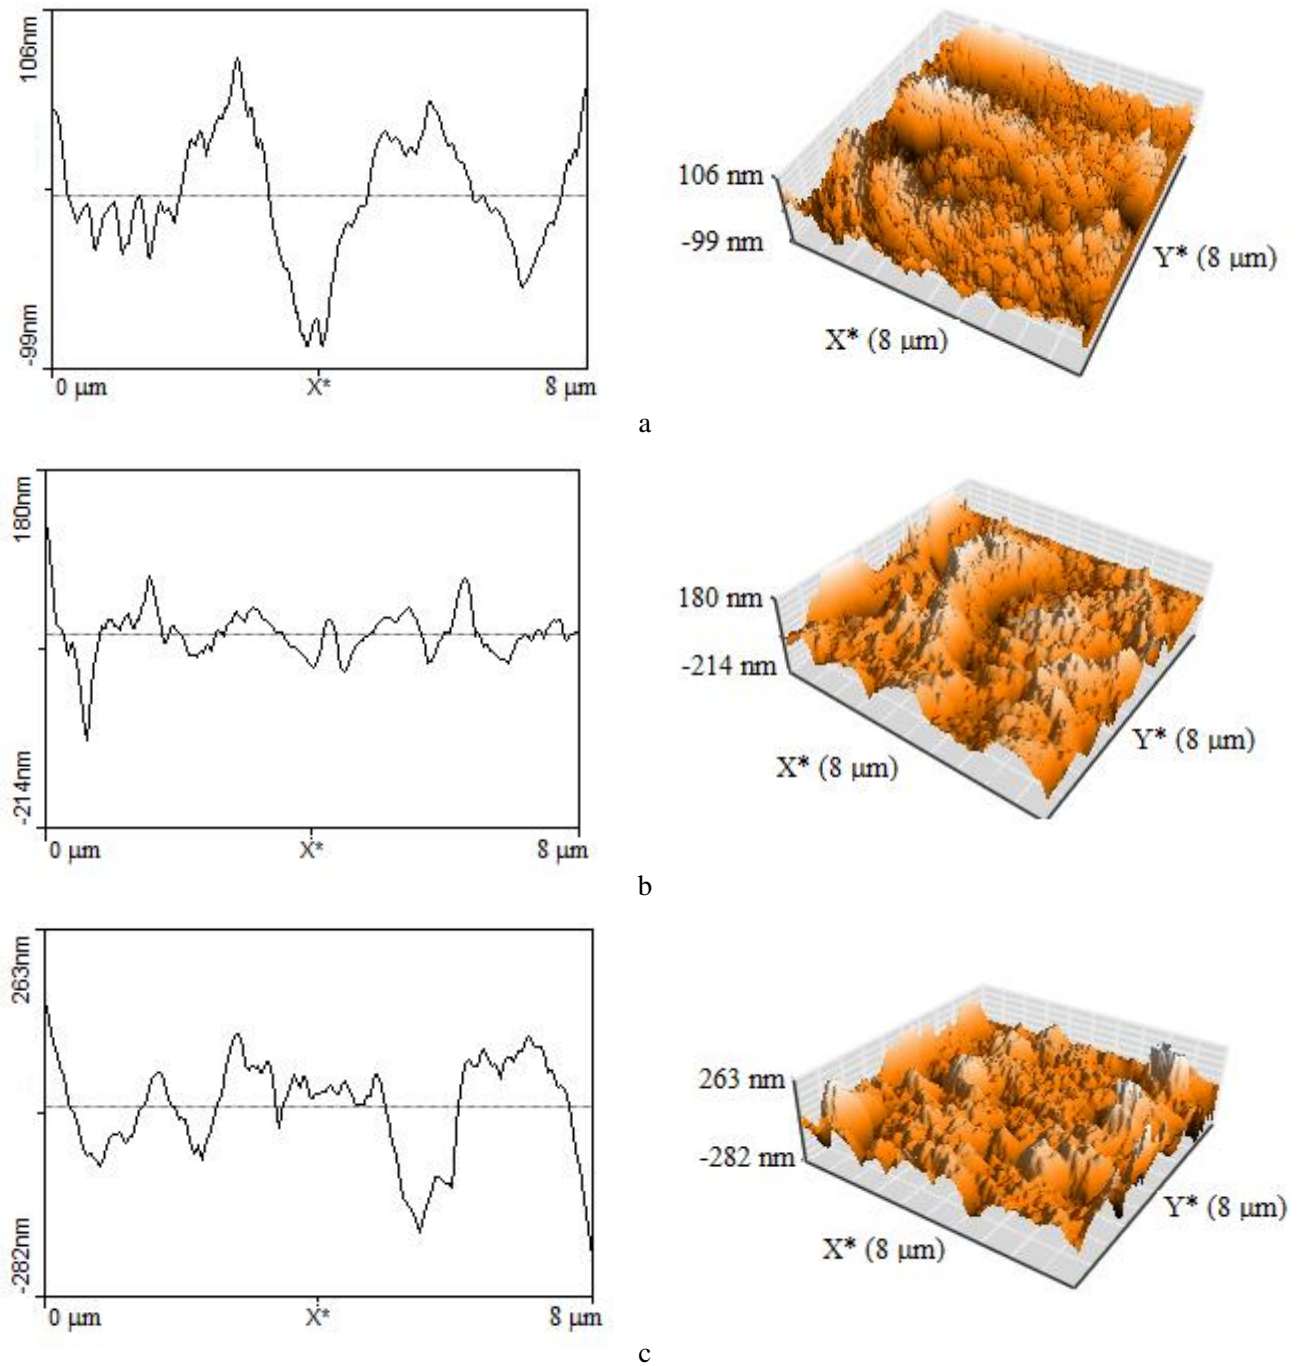 106nm
-99nm
0 μm X* 8 μm
106 nm
-99 nm
X* (8 μm)
Y* (8 μm)
a
180nm
-214nm
0 μm X* 8 μm
180 nm
-214 nm
X* (8 μm)
Y* (8 μm)
b
263nm
-282nm
0 μm X* 8 μm
263 nm
-282 nm
X* (8 μm)
Y* (8 μm)
c